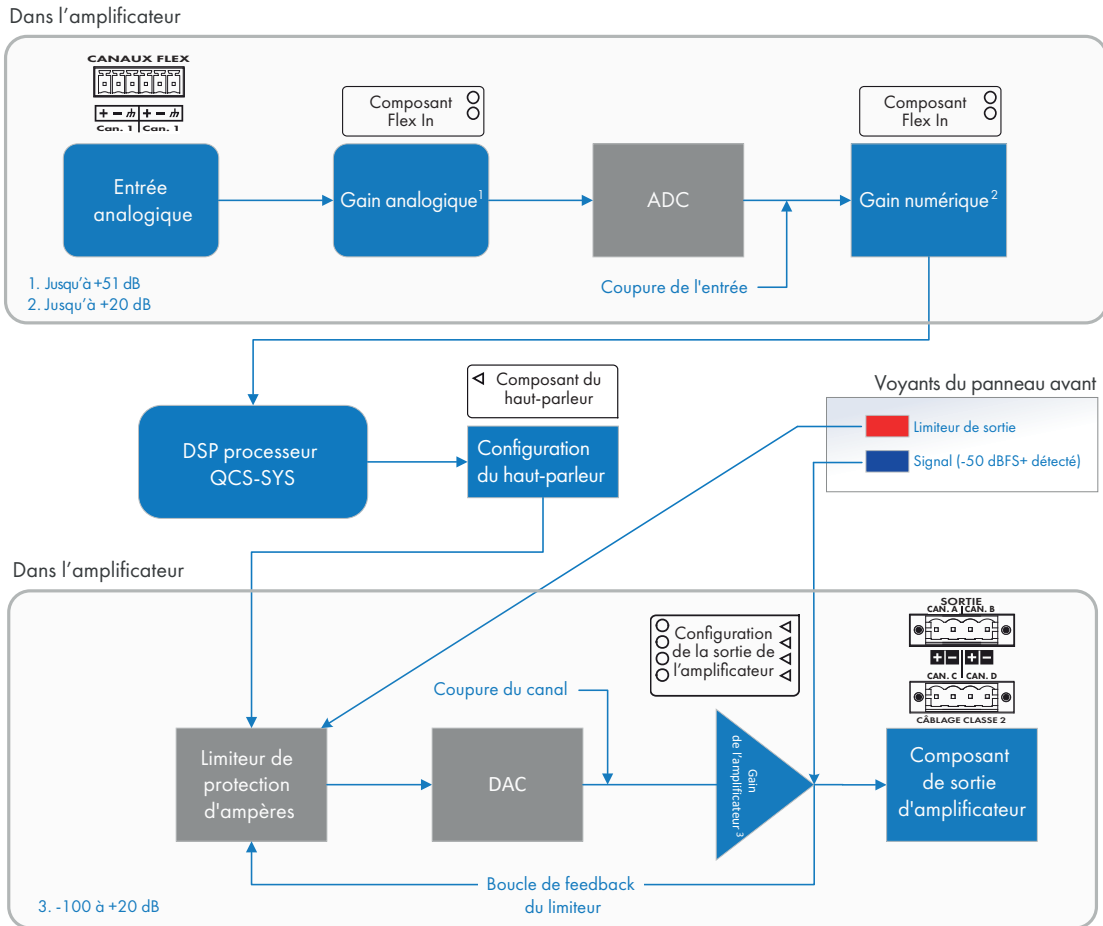 Dans l’amplificateur
CANAUX FLEX
+ – + –
Can. 1 Can. 1
Entrée
analogique
Composant
Flex In
Gain analogique1
ADC
Composant
Flex In
Gain numérique2
Coupure de l'entrée
1. Jusqu’à +51 dB
2. Jusqu’à +20 dB
DSP processeur
QCS-SYS
Composant du
haut-parleur
Configuration
du haut-parleur
Voyants du panneau avant
Limiteur de sortie
Signal (-50 dBFS+ détecté)
Dans l’amplificateur
Limiteur de
protection
d'ampères
DAC
Coupure du canal
Configuration
de la sortie de
l’amplificateur
Gain
de l’amplificateur 3
SORTIE
CAN. A CAN. B
+ – + –
CAN. C CAN. D
CÂBLAGE CLASSE 2
Composant
de sortie
d'amplificateur
Boucle de feedback
du limiteur
3. -100 à +20 dB